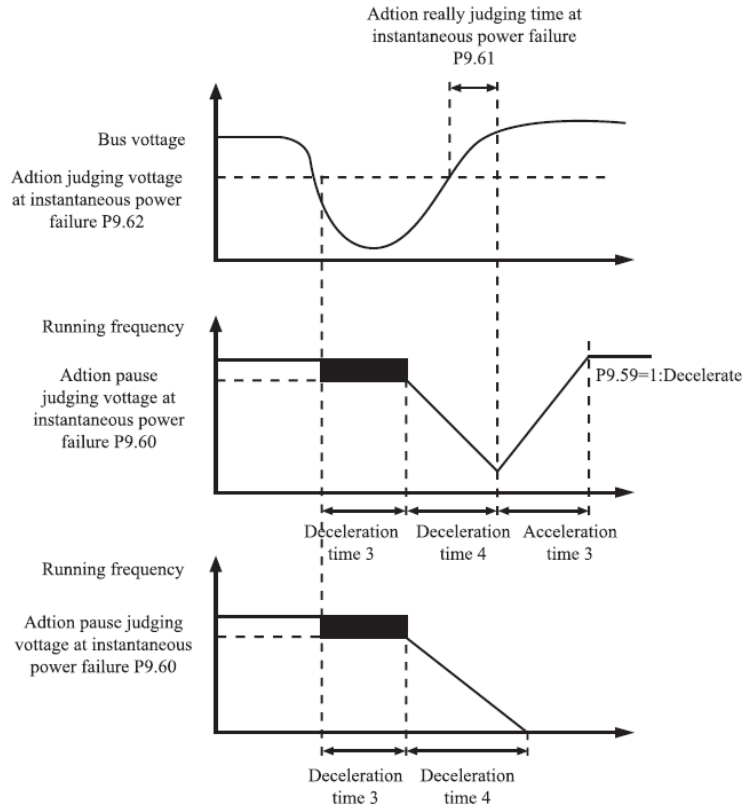 Adtion really judging time at
instantaneous power failure
P9.61
Bus vottage
Adtion judging vottage
at instantaneous power
failure P9.62
Running frequency
Adtion pause
judging vottage at
instantaneous power
failure P9.60
P9.59=1:Decelerate
Deceleration
time 3
Deceleration
time 4
Acceleration
time 3
Running frequency
Adtion pause judging
vottage at instantaneous
power failure P9.60
Deceleration
time 3
Deceleration
time 4